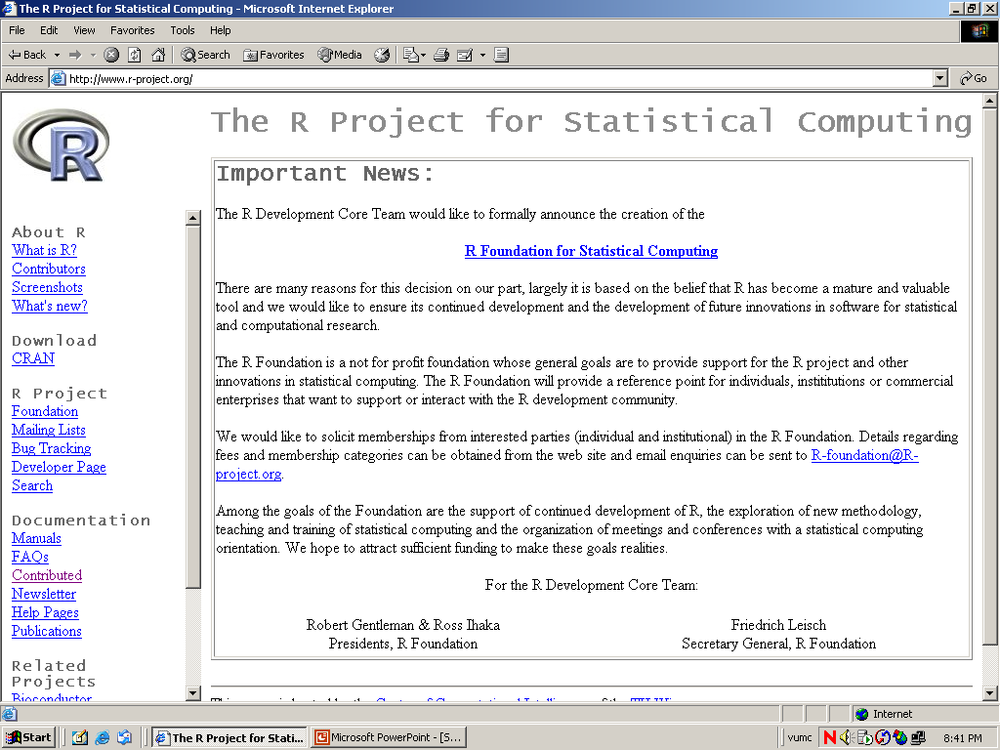 The R Project for Statistical Computing - Microsoft Internet Explorer
File Edit View Favorites Tools Help
Back Search Favorites Media
Address http://www.r-project.org/ Go
R
The R Project for Statistical Computing
About R
What is R?
Contributors
Screenshots
What's new?
Download
CRAN
R Project
Foundation
Mailing Lists
Bug Tracking
Developer Page
Search
Documentation
Manuals
FAQs
Contributed
Newsletter
Help Pages
Publications
Related
Projects
Bioconductor
Important News:
The R Development Core Team would like to formally announce the creation of the
R Foundation for Statistical Computing
There are many reasons for this decision on our part, largely it is based on the belief that R has become a mature and valuable
tool and we would like to ensure its continued development and the development of future innovations in software for statistical
and computational research.
The R Foundation is a not for profit foundation whose general goals are to provide support for the R project and other
innovations in statistical computing. The R Foundation will provide a reference point for individuals, instititutions or commercial
enterprises that want to support or interact with the R development community.
We would like to solicit memberships from interested parties (individual and institutional) in the R Foundation. Details regarding
fees and membership categories can be obtained from the web site and email enquiries can be sent to R-foundation@R-
project.org.
Among the goals of the Foundation are the support of continued development of R, the exploration of new methodology,
teaching and training of statistical computing and the organization of meetings and conferences with a statistical computing
orientation. We hope to attract sufficient funding to make these goals realities.
For the R Development Core Team:
Robert Gentleman & Ross Ihaka Friedrich Leisch
Presidents, R Foundation Secretary General, R Foundation
Internet
Start The R Project for Stati... Microsoft PowerPoint - [S... vumc N 8:41 PM